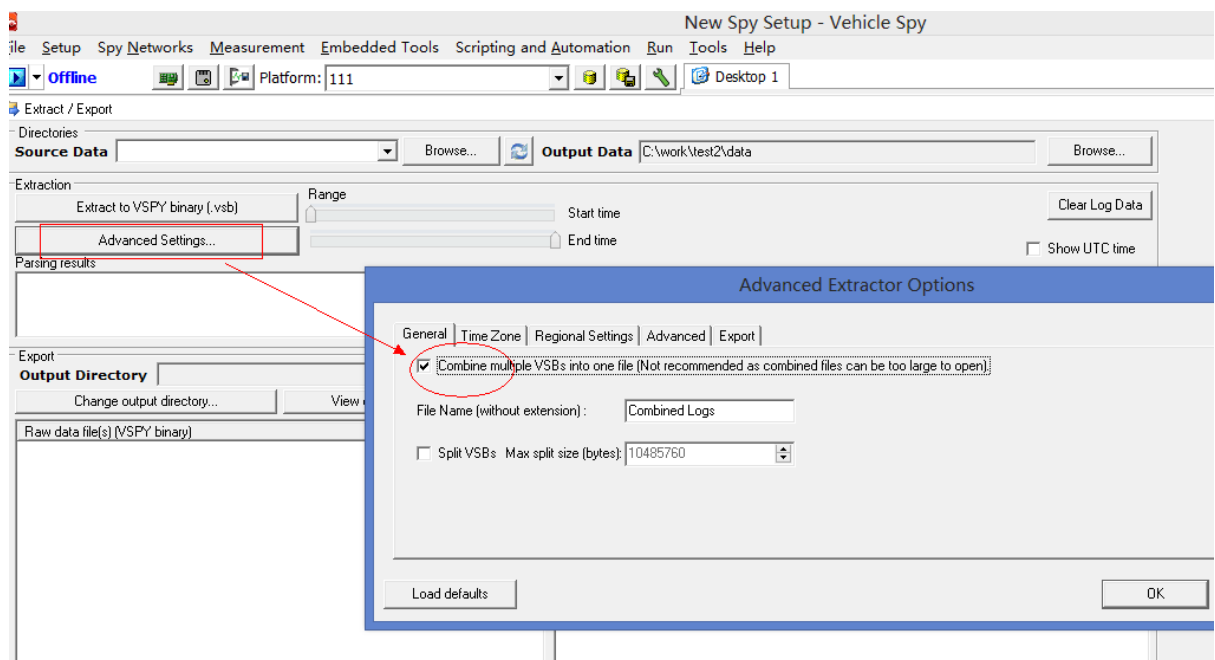 New Spy Setup - Vehicle Spy
ile Setup Spy Networks Measurement Embedded Tools Scripting and Automation Run Tools Help
Offline Platform: 111 Desktop 1
Extract / Export
Directories
Source Data Browse... Output Data C:\work\test2\data Browse...
Extraction
Extract to VSPY binary (.vsb) Range Start time Clear Log Data
Advanced Settings... End time Show UTC time
Parsing results
Advanced Extractor Options
General Time Zone Regional Settings Advanced Export
Combine multiple VSBs into one file (Not recommended as combined files can be too large to open).
Export
Output Directory
Change output directory... View
File Name (without extension) : Combined Logs
Raw data file(s) (VSPY binary)
Split VSBs Max split size (bytes): 10485760
Load defaults OK